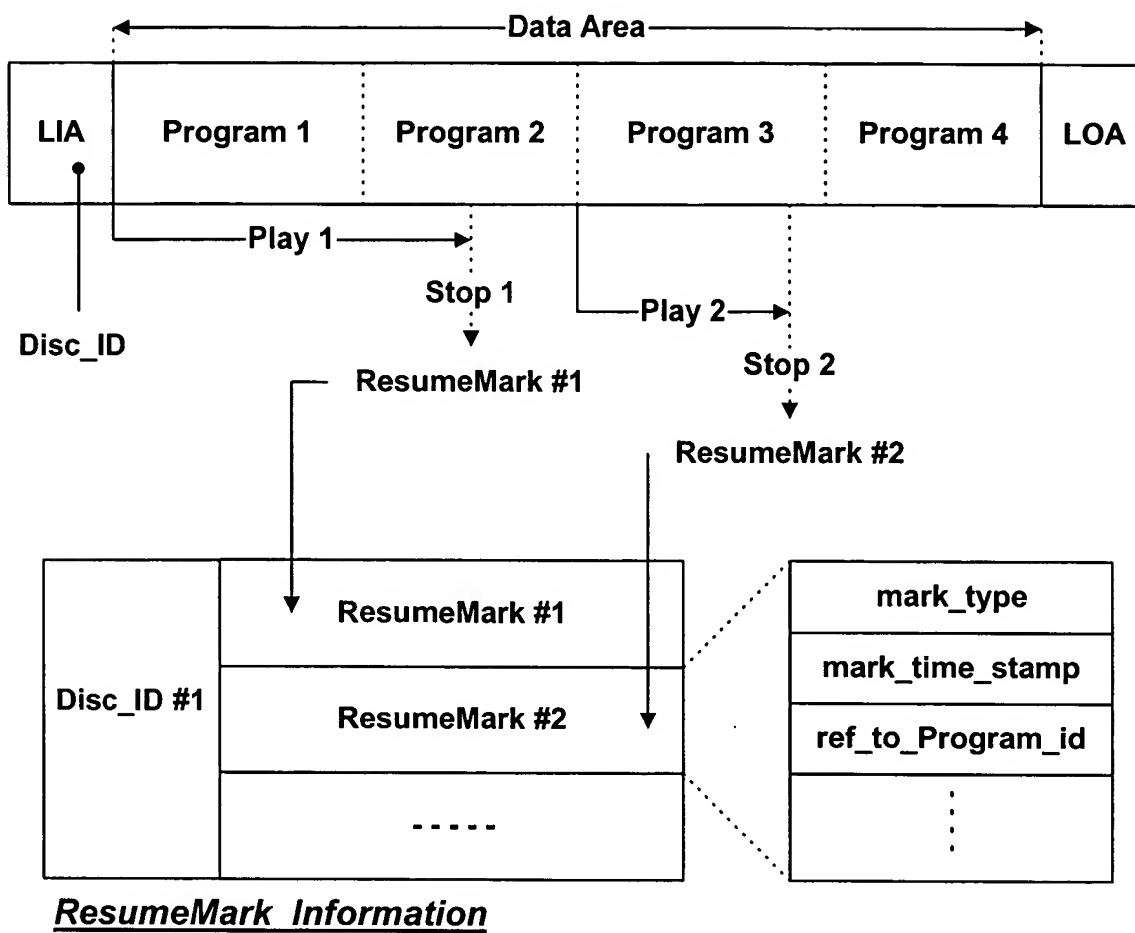 Data Area
LIA
Program 1
Program 2
Program 3
Program 4
LOA
Play 1
Stop 1
Play 2
Disc_ID
Stop 2
ResumeMark #1
ResumeMark #2
Disc_ID #1
ResumeMark #1
ResumeMark #2
- - - - -
mark_type
mark_time_stamp
ref_to_Program_id
ResumeMark Information